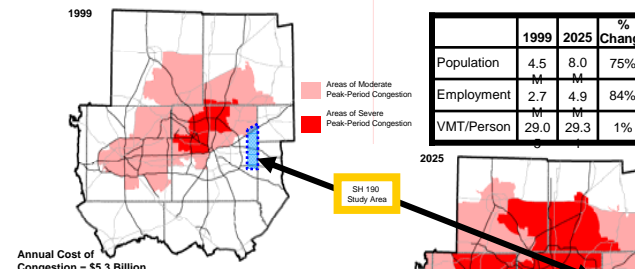 1999
Areas of Moderate
Peak-Period Congestion
Areas of Severe
Peak-Period Congestion
SH 190
Study Area
Annual Cost of
Congestion = $5.3 Billion
%
1999 2025 Chang
Population 4.5 M 8.0 M 75%
Employment 2.7 M 4.9 M 84%
VMT/Person 29.0 29.3 1%
2025